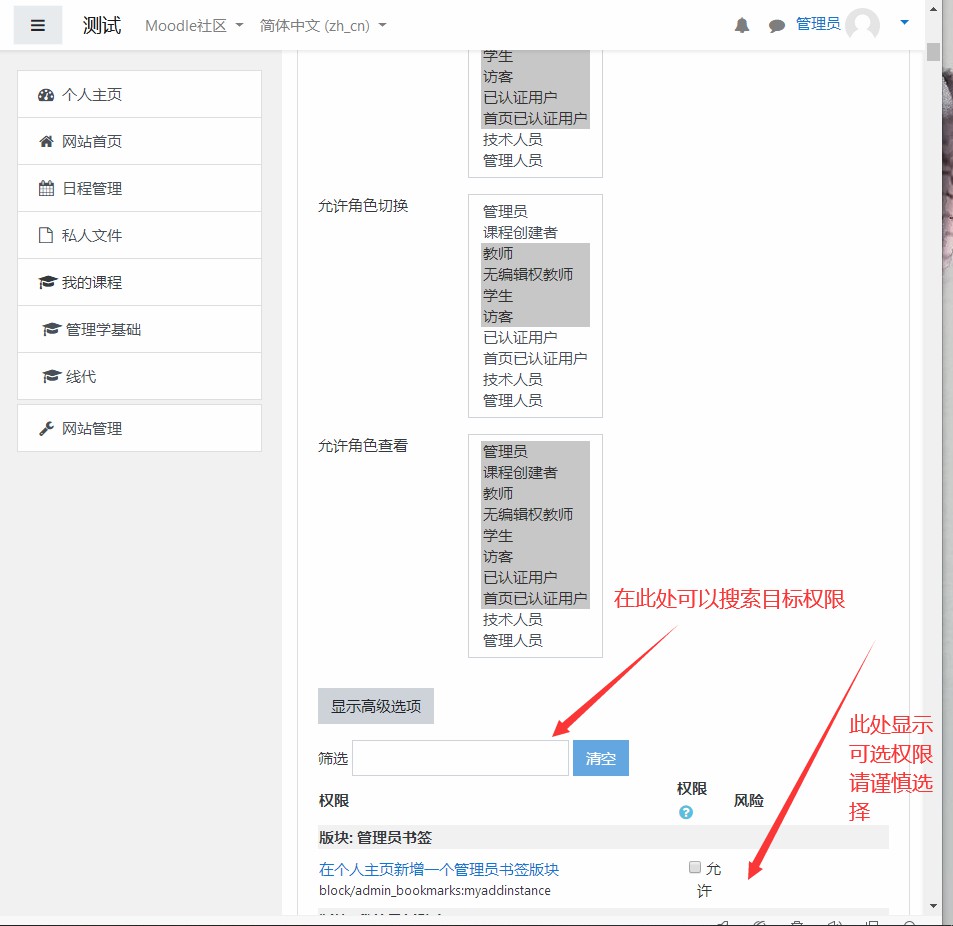 测试 Moodle社区 简体中文 (zh_cn) 管理员
个人主页
网站首页
日程管理
私人文件
我的课程
管理学基础
线代
网站管理
学生
访客
已认证用户
首页已认证用户
技术人员
管理人员
允许角色切换
管理员
课程创建者
教师
无编辑权教师
学生
访客
已认证用户
首页已认证用户
技术人员
管理人员
允许角色查看
管理员
课程创建者
教师
无编辑权教师
学生
访客
已认证用户
首页已认证用户
技术人员
管理人员
在此处可以搜索目标权限
显示高级选项
筛选 清空
此处显示
可选权限
请谨慎选
择
权限 权限 风险
版块: 管理员书签
在个人主页新增一个管理员书签版块 允
许
block/admin_bookmarks:myaddinstance